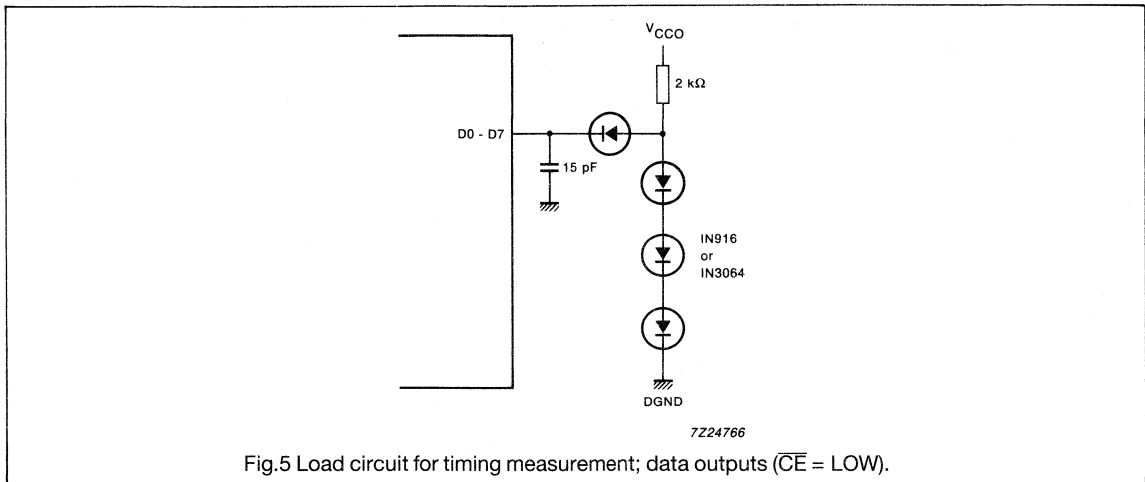 V_CCO
2 kΩ
D0 - D7
15 pF
IN916
or
IN3064
DGND
7Z24766
Fig.5 Load circuit for timing measurement; data outputs (C̅E̅ = LOW).